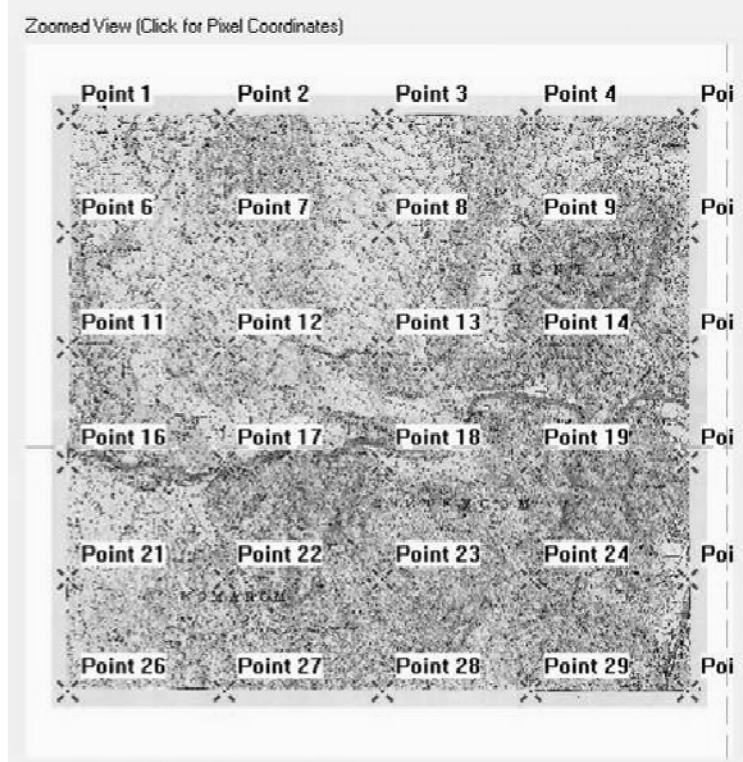 Zoomed View (Click for Pixel Coordinates)
Point 1 Point 2 Point 3 Point 4 Poi
Point 6 Point 7 Point 8 Point 9 Poi
Point 11 Point 12 Point 13 Point 14 Poi
Point 16 Point 17 Point 18 Point 19 Poi
Point 21 Point 22 Point 23 Point 24 Poi
Point 26 Point 27 Point 28 Point 29 Poi